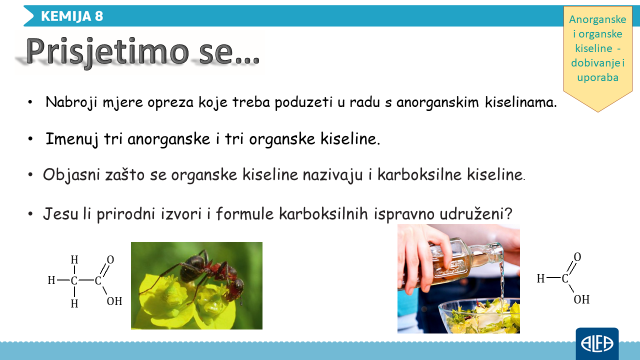 KEMIJA 8
Prisjetimo se...
Anorganske
i organske
kiseline -
dobivanje i
uporaba
• Nabroji mjere opreza koje treba poduzeti u radu s anorganskim kiselinama.
• Imenuj tri anorganske i tri organske kiseline.
• Objasni zašto se organske kiseline nazivaju i karboksilne kiseline.
• Jesu li prirodni izvori i formule karboksilnih ispravno udruženi?
H O
H C C
H OH
O
H C
OH
ALFA